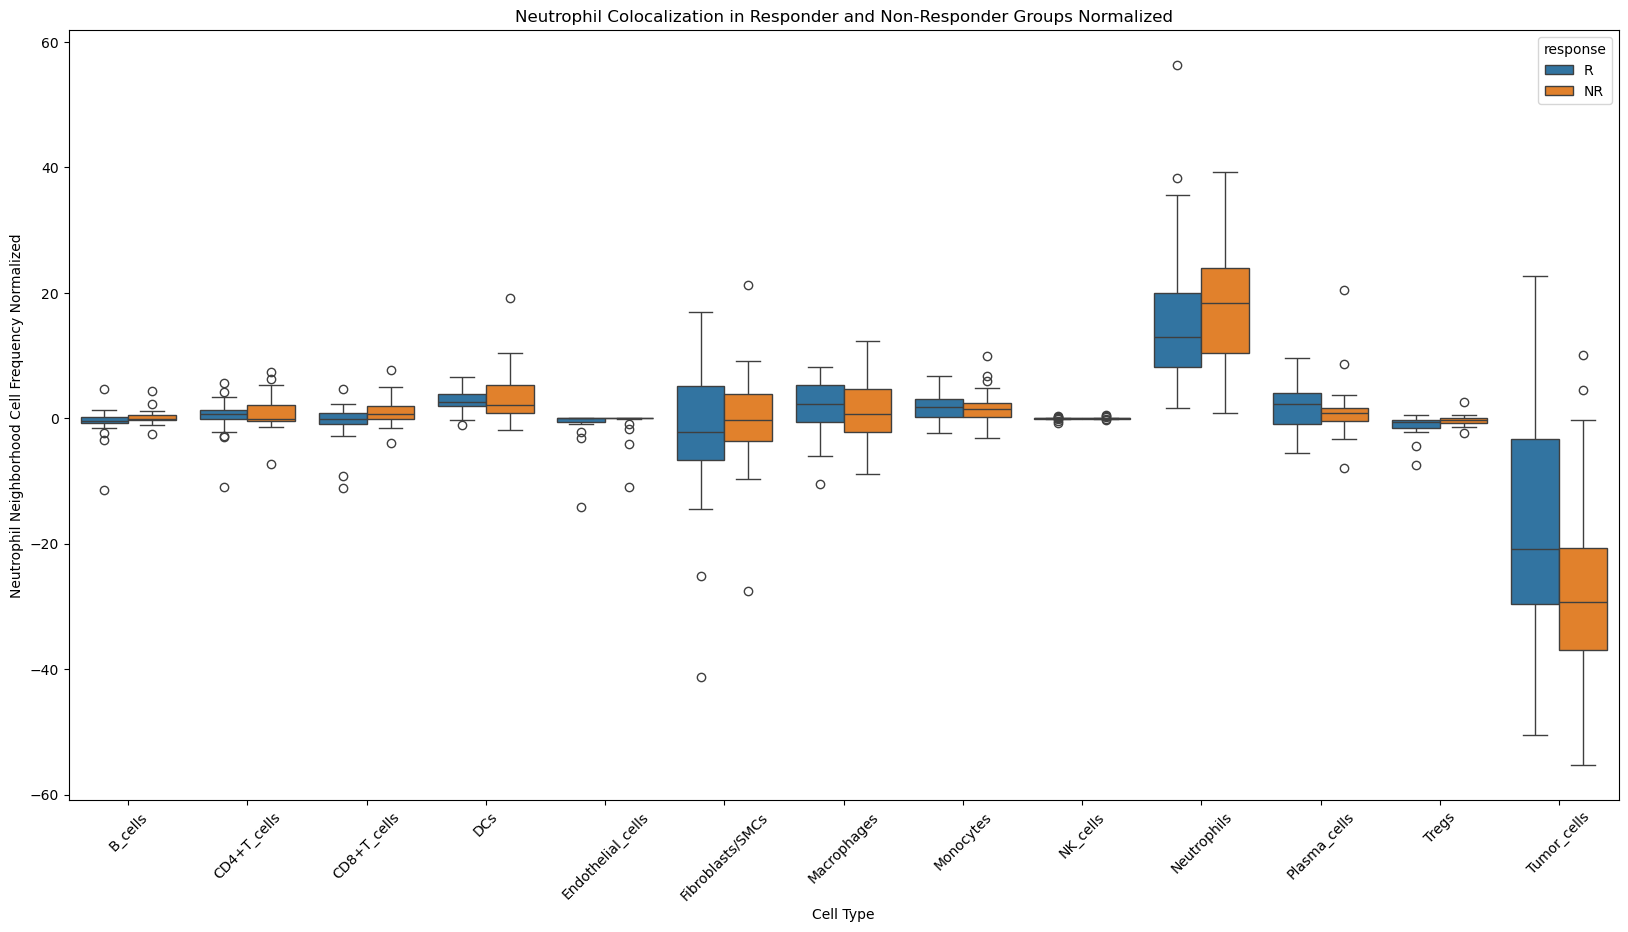 Neutrophil Colocalization in Responder and Non-Responder Groups Normalized
response
R
NR
Neutrophil Neighborhood Cell Frequency Normalized
60
40
20
0
−20
−40
−60
B_cells
CD4+T_cells
CD8+T_cells
DCs
Endothelial_cells
Fibroblasts/SMCs
Macrophages
Monocytes
NK_cells
Neutrophils
Plasma_cells
Tregs
Tumor_cells
Cell Type